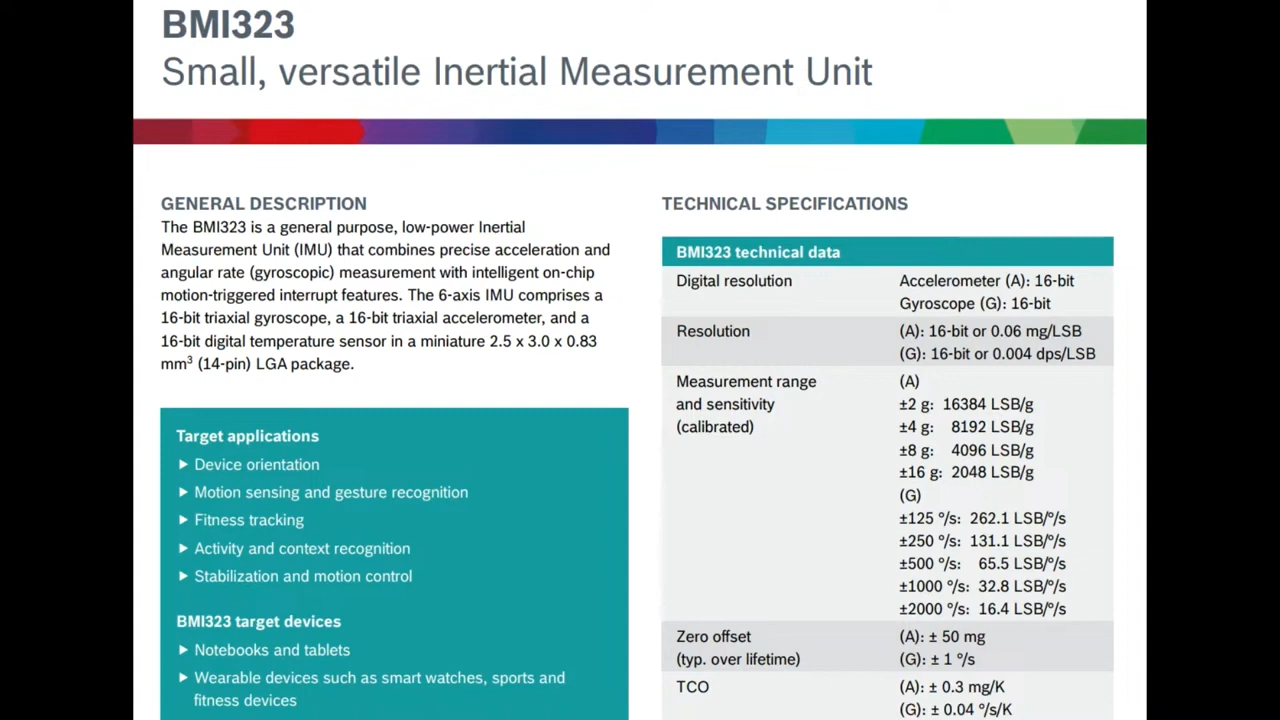 BMI323
Small, versatile Inertial Measurement Unit
GENERAL DESCRIPTION
The BMI323 is a general purpose, low-power Inertial
Measurement Unit (IMU) that combines precise acceleration and
angular rate (gyroscopic) measurement with intelligent on-chip
motion-triggered interrupt features. The 6-axis IMU comprises a
16-bit triaxial gyroscope, a 16-bit triaxial accelerometer, and a
16-bit digital temperature sensor in a miniature 2.5 x 3.0 x 0.83
mm³ (14-pin) LGA package.
Target applications
► Device orientation
► Motion sensing and gesture recognition
► Fitness tracking
► Activity and context recognition
► Stabilization and motion control
BMI323 target devices
► Notebooks and tablets
► Wearable devices such as smart watches, sports and
fitness devices
TECHNICAL SPECIFICATIONS
BMI323 technical data
Digital resolution Accelerometer (A): 16-bit
Gyroscope (G): 16-bit
Resolution (A): 16-bit or 0.06 mg/LSB
(G): 16-bit or 0.004 dps/LSB
Measurement range (A)
and sensitivity ±2 g: 16384 LSB/g
(calibrated) ±4 g: 8192 LSB/g
±8 g: 4096 LSB/g
±16 g: 2048 LSB/g
(G)
±125 º/s: 262.1 LSB/º/s
±250 º/s: 131.1 LSB/º/s
±500 º/s: 65.5 LSB/º/s
±1000 º/s: 32.8 LSB/º/s
±2000 º/s: 16.4 LSB/º/s
Zero offset (A): ± 50 mg
(typ. over lifetime) (G): ± 1 º/s
TCO (A): ± 0.3 mg/K
(G): ± 0.04 º/s/K